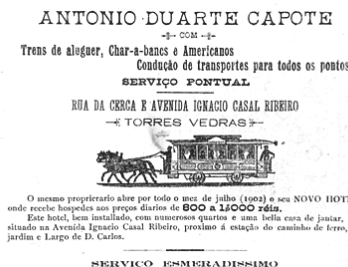 ANTONIO DUARTE CAPOTE
COM
Trens de aloguer, Char-a-bancs e Americanos
Condução de transportes para todos os pontos
SERVIÇO PONTUAL
RUA DA CERCA E AVENIDA IGNACIO CASAL RIBEIRO
TORRES VEDRAS
O mesmo proprietario abre por todo o mez de julho (1902) o seu NOVO HOT
onde recebe hospedes aos preços diarios de 800 a 1$000 réis.
Este hotel, bem installado, com numerosos quartos e uma bella casa de jantar,
situado na Avenida Ignacio Casal Ribeiro, proximo á estação do caminho de ferro,
jardim e Largo de D. Carlos.
SERVIÇO ESMERADISSIMO